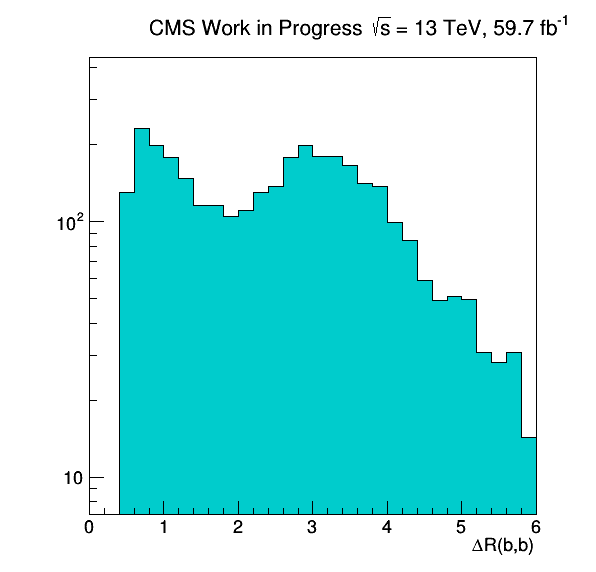 CMS Work in Progress √s = 13 TeV, 59.7 fb⁻¹
10²
10
0 1 2 3 4 5 6
ΔR(b,b)